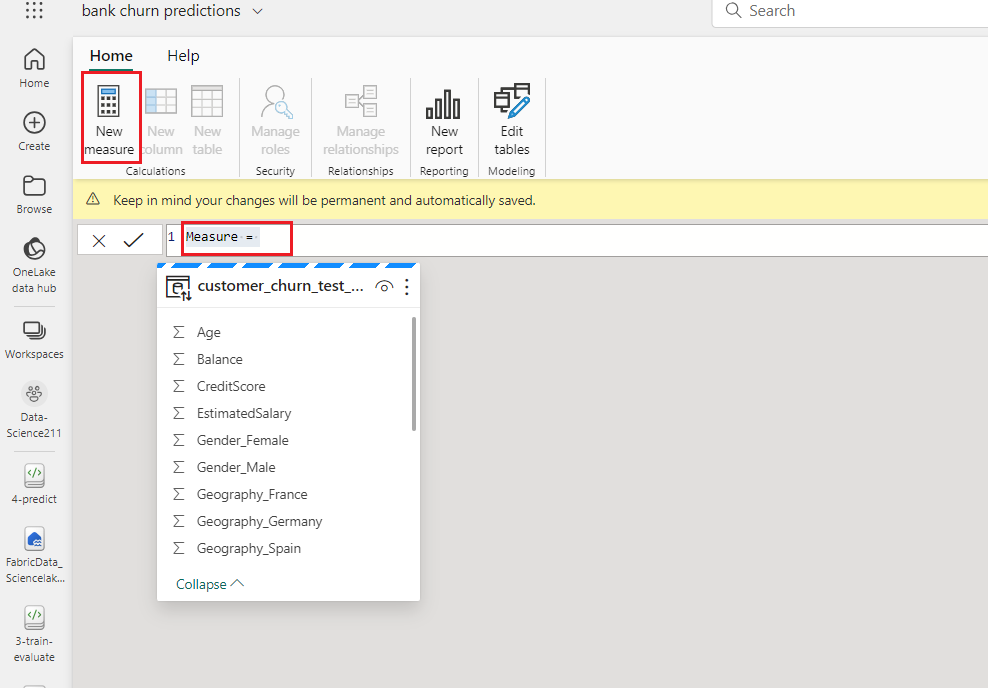 bank churn predictions
Search
Home
Help
New
measure
New
column
New
table
Calculations
Manage
roles
Security
Manage
relationships
Relationships
New
report
Reporting
Edit
tables
Modeling
Keep in mind your changes will be permanent and automatically saved.
1 Measure =
customer_churn_test_...
Age
Balance
CreditScore
EstimatedSalary
Gender_Female
Gender_Male
Geography_France
Geography_Germany
Geography_Spain
Collapse
Home
Create
Browse
OneLake
data hub
Workspaces
Data-
Science211
4-predict
FabricData_
Sciencelak...
3-train-
evaluate